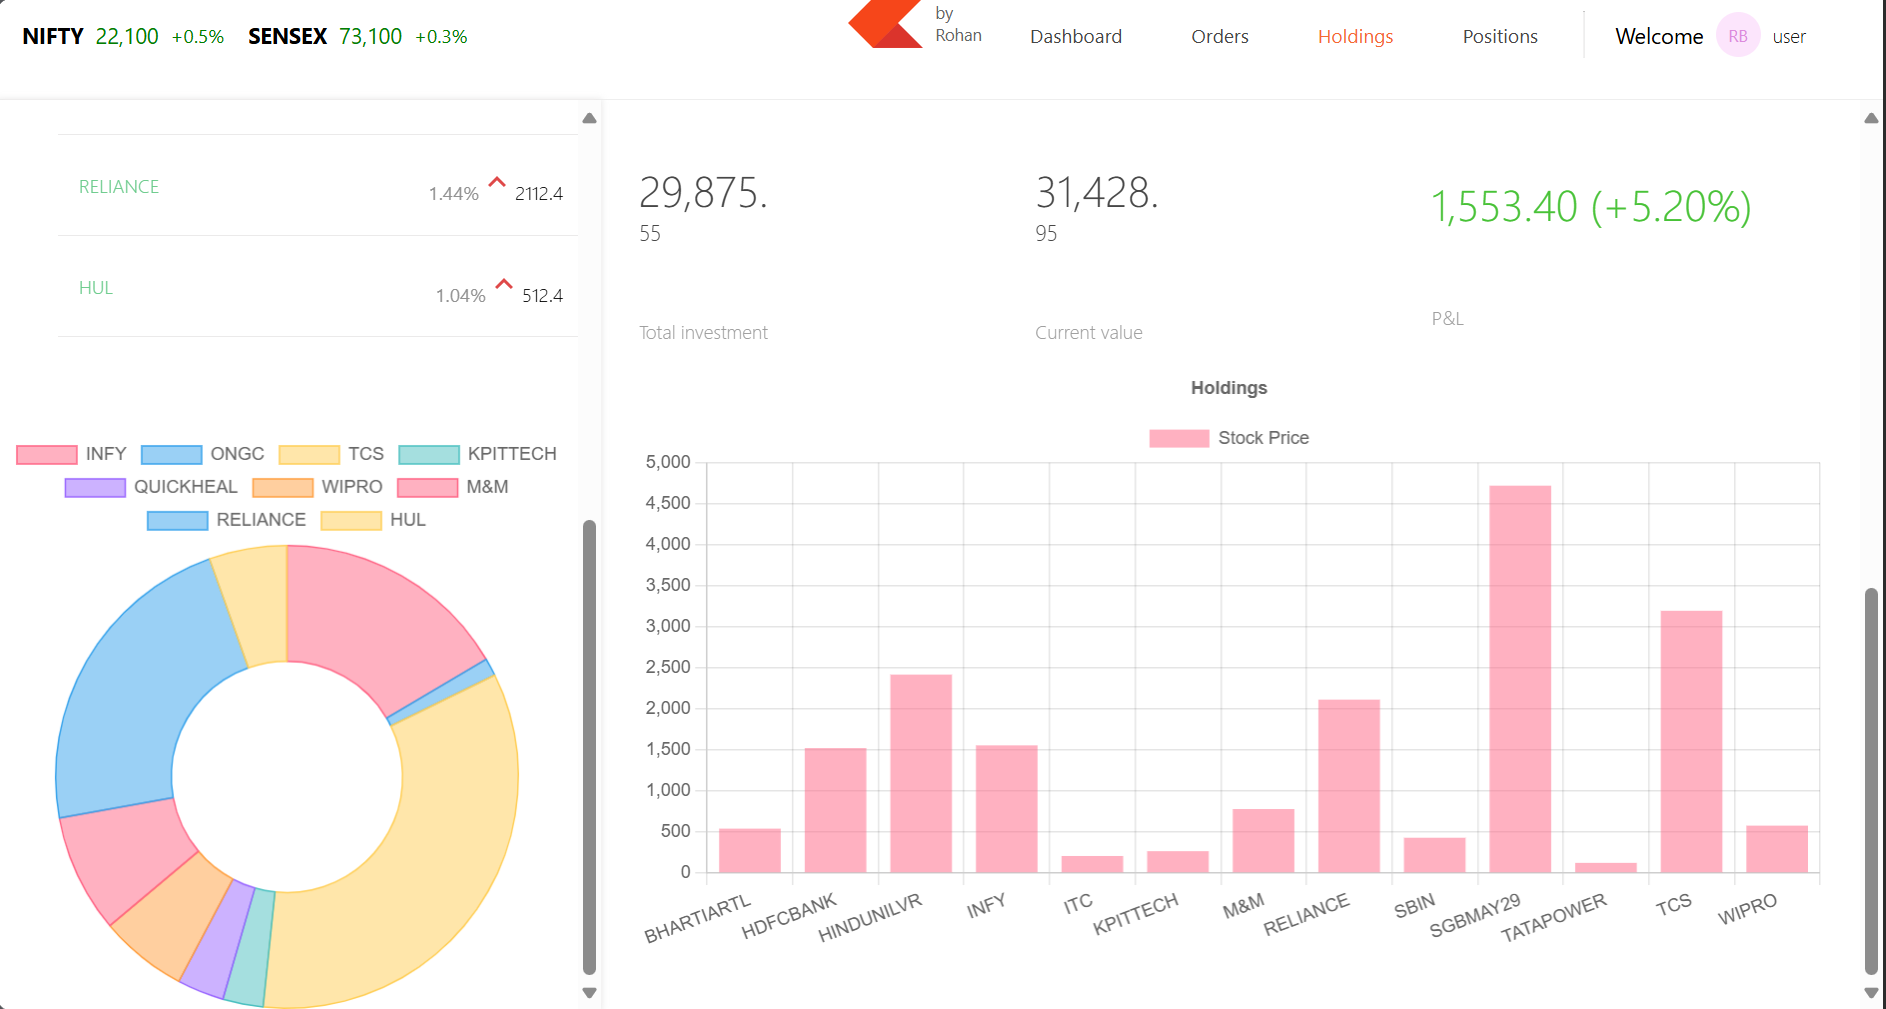 NIFTY 22,100 +0.5% SENSEX 73,100 +0.3%
by
Rohan
Dashboard Orders Holdings Positions Welcome RB user
RELIANCE 1.44% 2112.4
HUL 1.04% 512.4
INFY ONGC TCS KPITTECH
QUICKHEAL WIPRO M&M
RELIANCE HUL
29,875.
55
Total investment
31,428.
95
Current value
1,553.40 (+5.20%)
P&L
Holdings
Stock Price
5,000
4,500
4,000
3,500
3,000
2,500
2,000
1,500
1,000
500
0
BHARTIARTL HDFCBANK HINDUNILVR INFY ITC KPITTECH M&M RELIANCE SBIN SGBMAY29 TATAPOWER TCS WIPRO